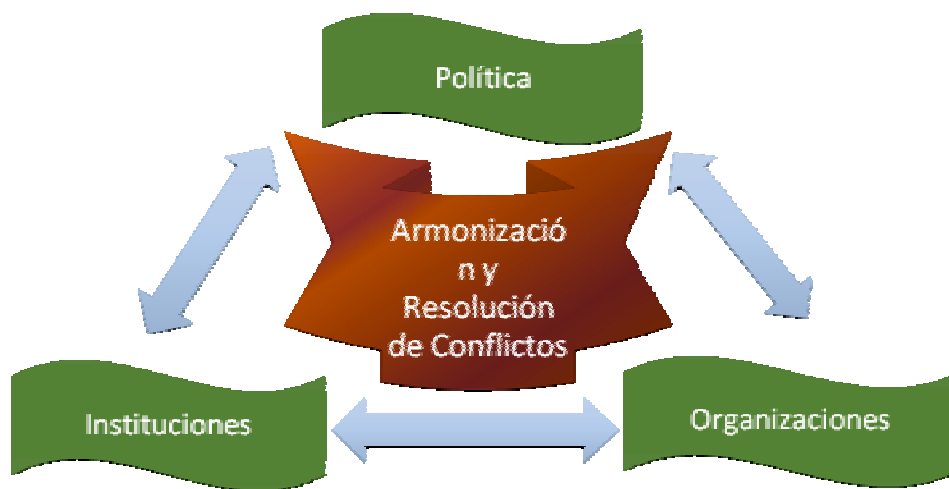 Política
Armonizació
n y
Resolución
de Conflictos
Instituciones
Organizaciones